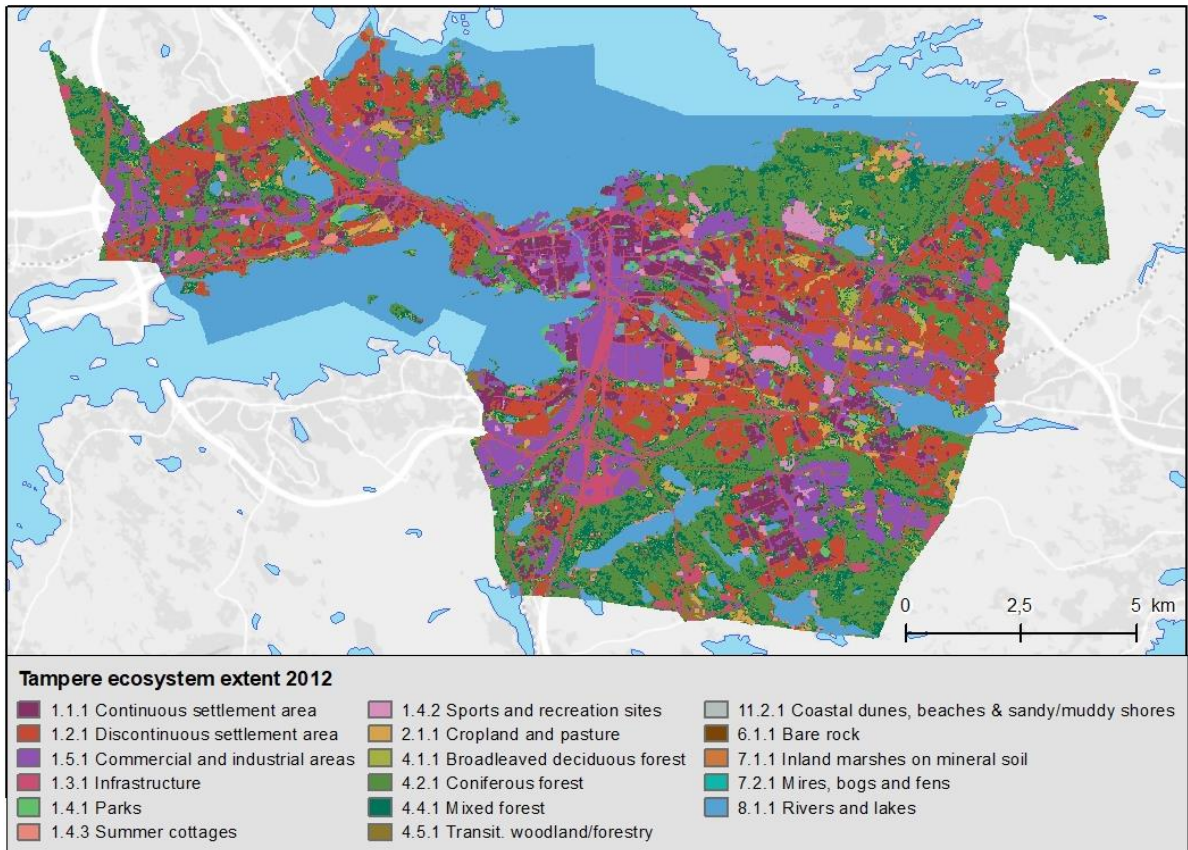 0 2,5 5 km
Tampere ecosystem extent 2012
1.1.1 Continuous settlement area
1.2.1 Discontinuous settlement area
1.5.1 Commercial and industrial areas
1.3.1 Infrastructure
1.4.1 Parks
1.4.3 Summer cottages
1.4.2 Sports and recreation sites
2.1.1 Cropland and pasture
4.1.1 Broadleaved deciduous forest
4.2.1 Coniferous forest
4.4.1 Mixed forest
4.5.1 Transit. woodland/forestry
11.2.1 Coastal dunes, beaches & sandy/muddy shores
6.1.1 Bare rock
7.1.1 Inland marshes on mineral soil
7.2.1 Mires, bogs and fens
8.1.1 Rivers and lakes